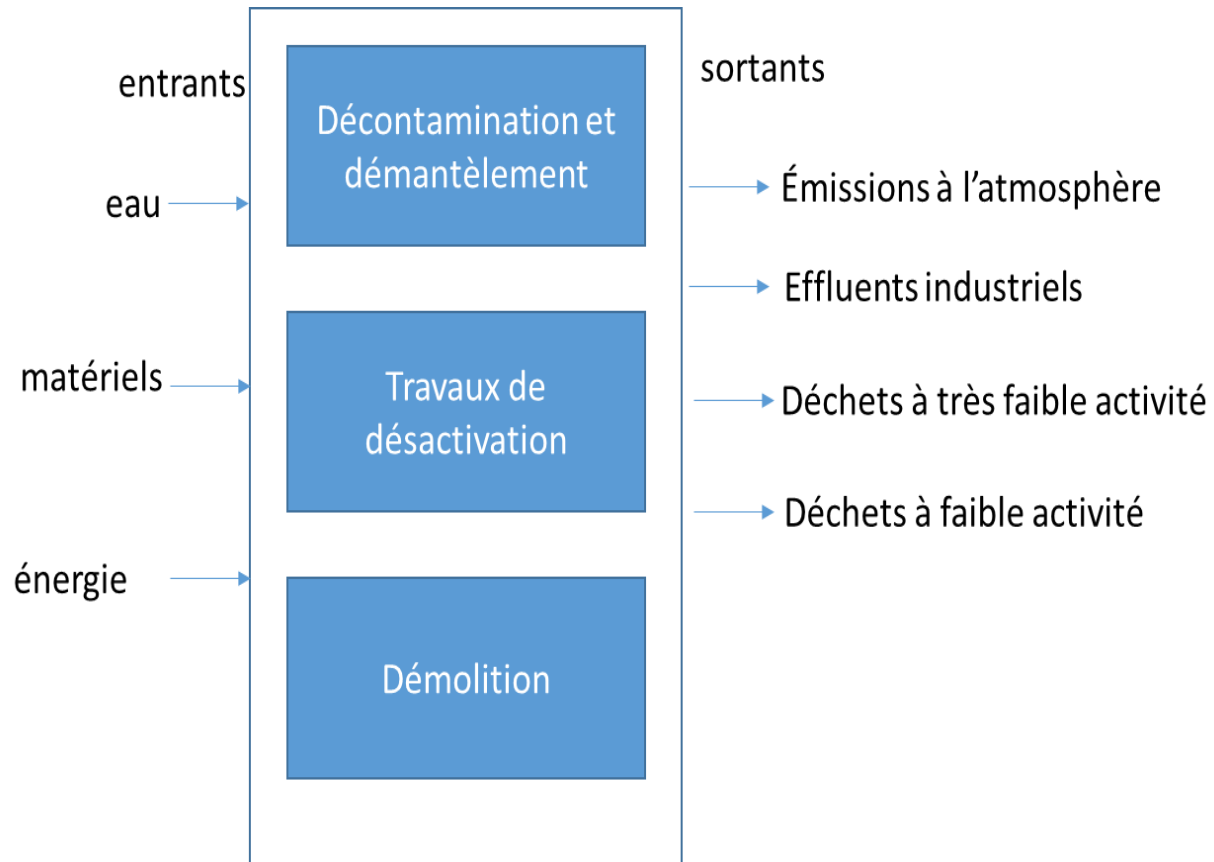 entrants
eau
matériels
énergie
Décontamination et
démantèlement
Travaux de
désactivation
Démolition
sortants
Émissions à l’atmosphère
Effluents industriels
Déchets à très faible activité
Déchets à faible activité